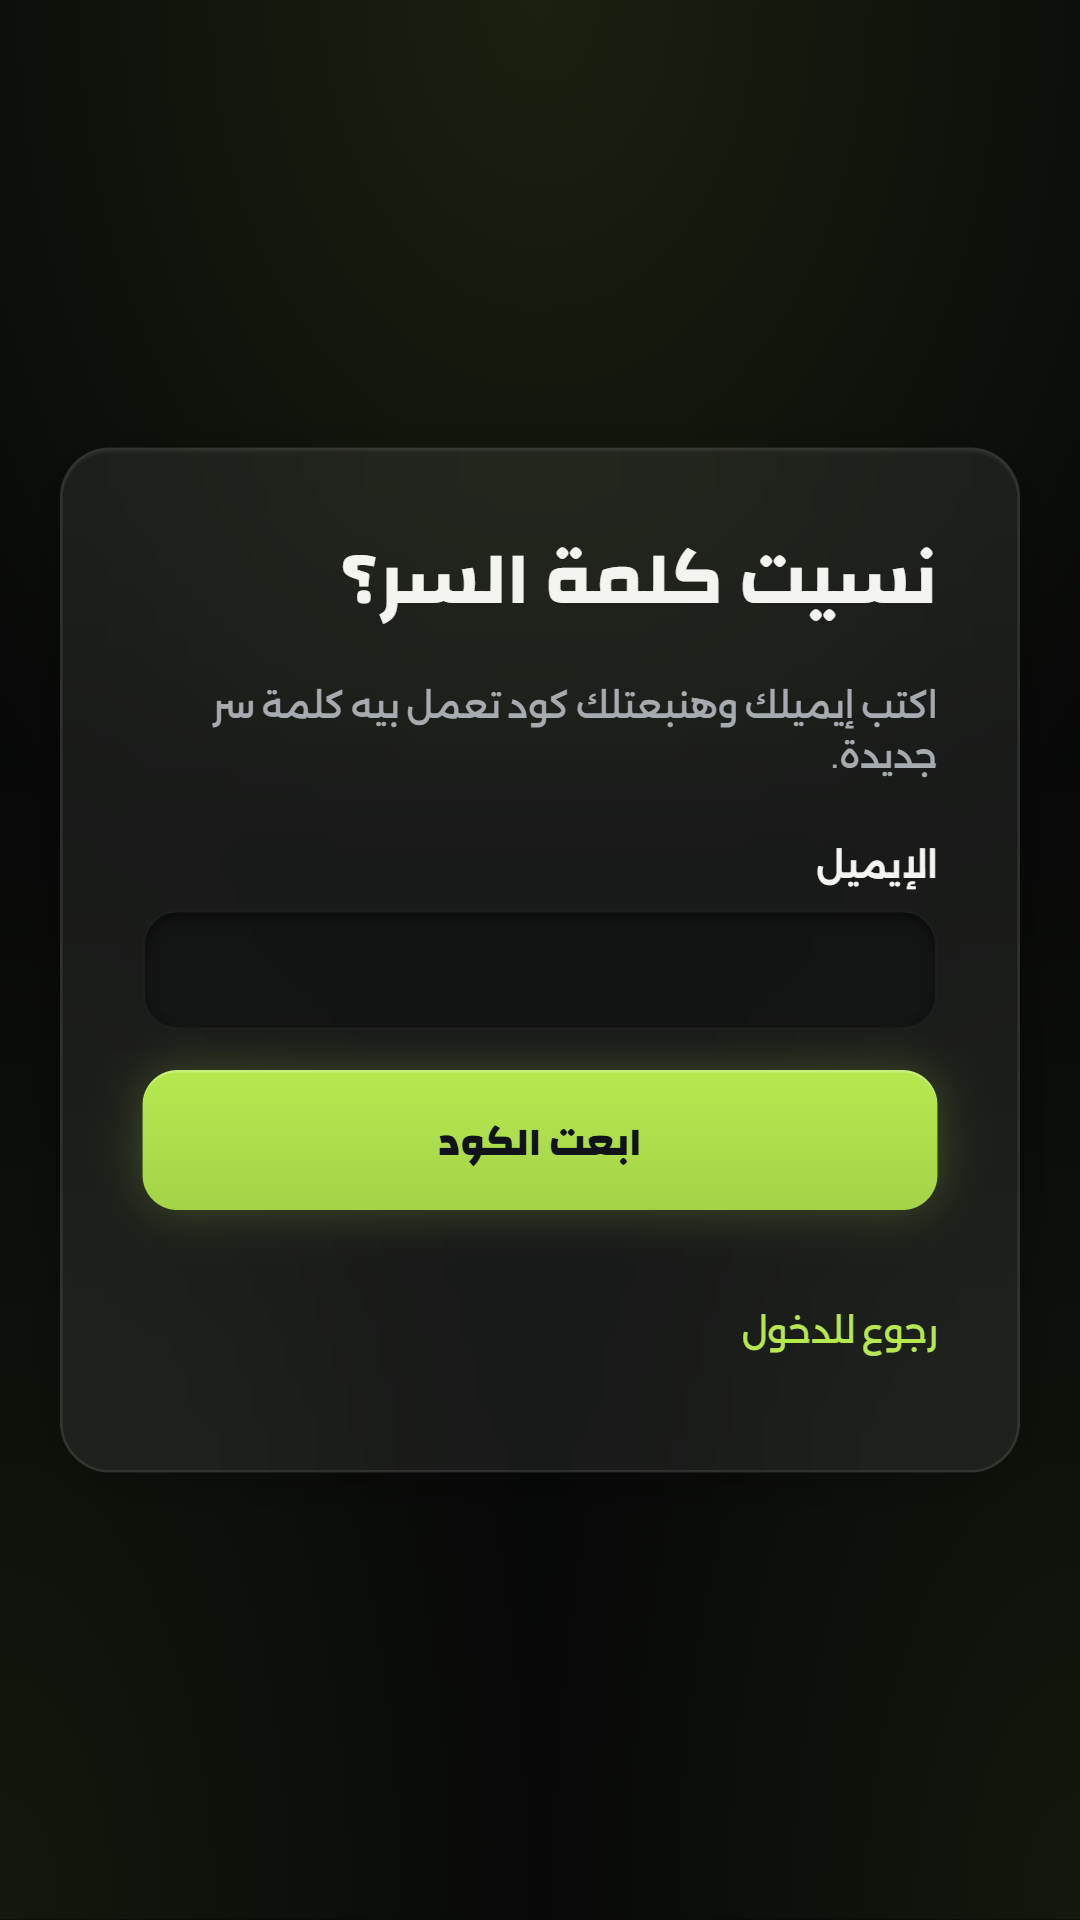 نسيت كلمة السر؟
اكتب إيميلك وهنبعتلك كود تعمل بيه كلمة سر
جديدة.
الإيميل
ابعت الكود
رجوع للدخول